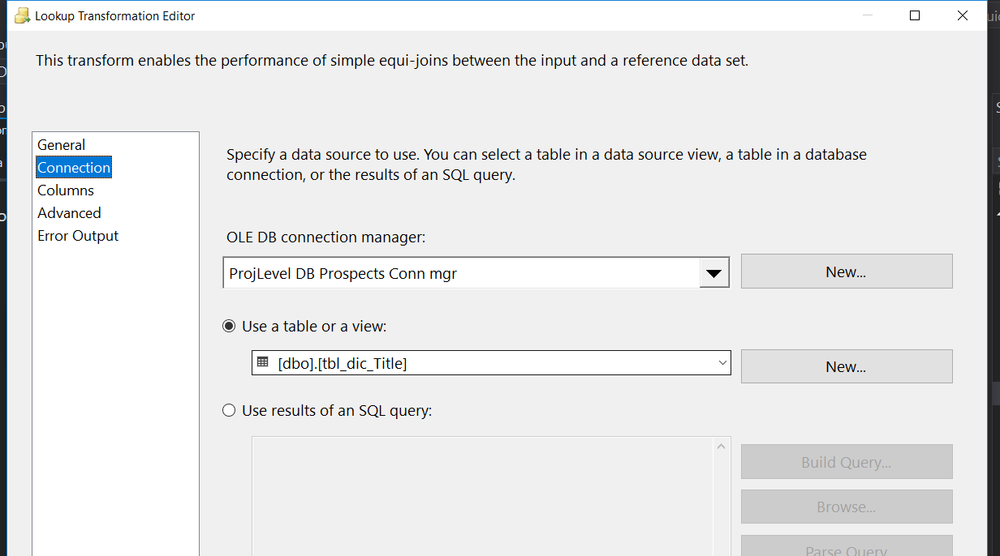 Lookup Transformation Editor
This transform enables the performance of simple equi-joins between the input and a reference data set.
General
Connection
Columns
Advanced
Error Output
Specify a data source to use. You can select a table in a data source view, a table in a database
connection, or the results of an SQL query.
OLE DB connection manager:
ProjLevel DB Prospects Conn mgr
New...
Use a table or a view:
[dbo].[tbl_dic_Title]
New...
Use results of an SQL query:
Build Query...
Browse...
Parse Query